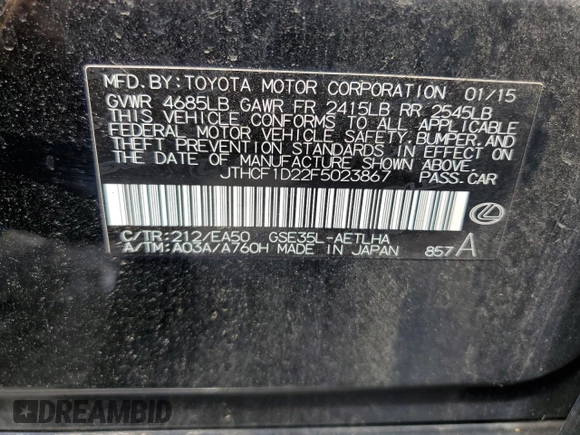 MFD. BY: TOYOTA MOTOR CORPORATION 01/15
GVWR 4685LB GAWR FR 2415LB RR 2545LB
THIS VEHICLE CONFORMS TO ALL APPLICABLE
FEDERAL MOTOR VEHICLE SAFETY, BUMPER, AND
THEFT PREVENTION STANDARDS IN EFFECT ON
THE DATE OF MANUFACTURE SHOWN ABOVE.
JTHCF1D22F5023867 PASS. CAR
C/TR: 212/EA50 GSE35L-AETLHA
A/TM: A03A/A760H MADE IN JAPAN 857 A
DREAMBID